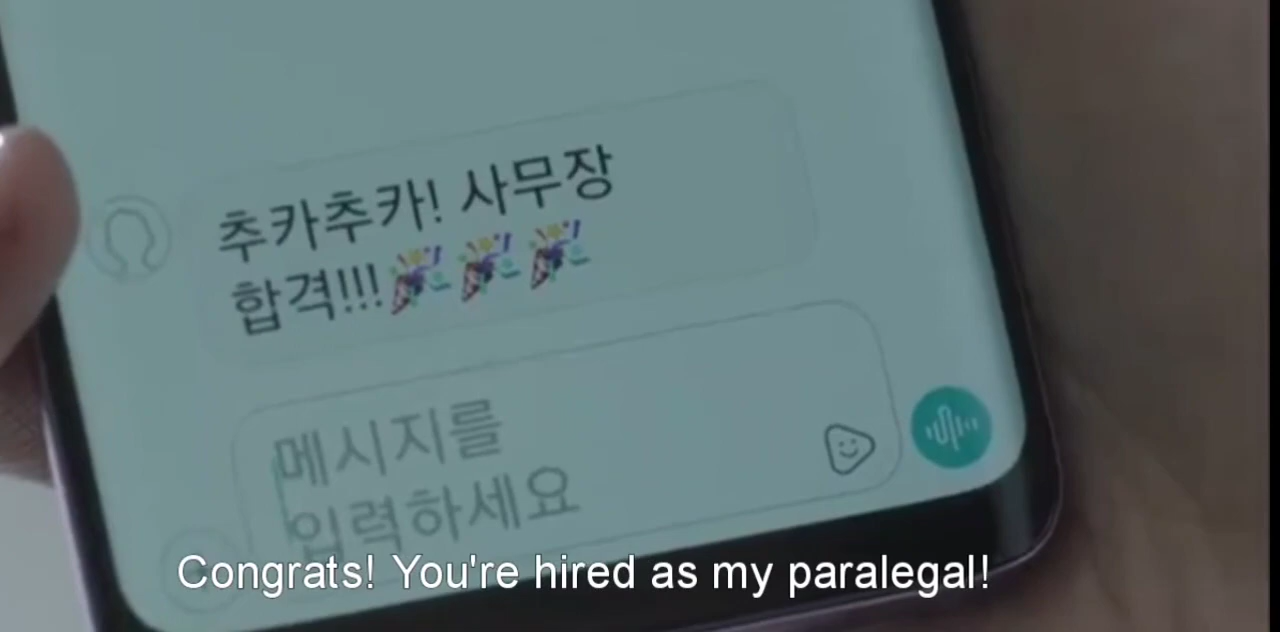 추카추카! 사무장
합격!!!🎉🎉🎉
메시지를
입력하세요
Congrats! You're hired as my paralegal!